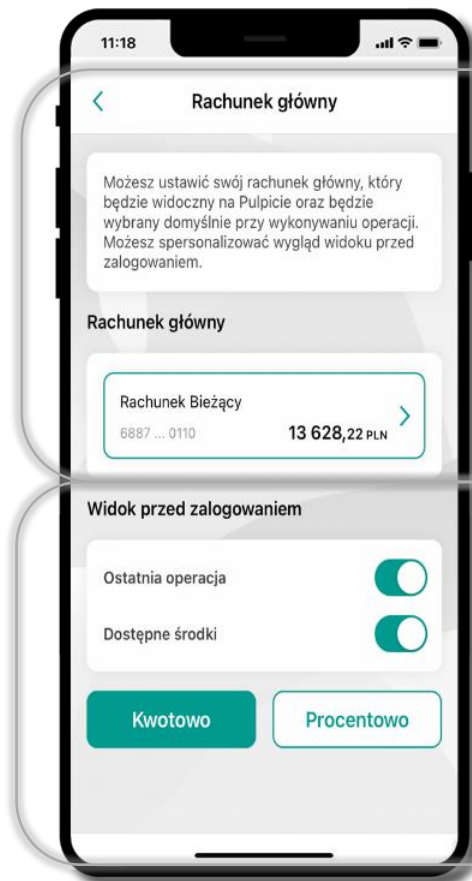 11:18
Rachunek główny
Możesz ustawić swój rachunek główny, który
będzie widoczny na Pulpicie oraz będzie
wybrany domyślnie przy wykonywaniu operacji.
Możesz spersonalizować wygląd widoku przed
zalogowaniem.
Rachunek główny
Rachunek Bieżący
6887 ... 0110 13 628,22 PLN
Widok przed zalogowaniem
Ostatnia operacja
Dostępne środki
Kwotowo Procentowo